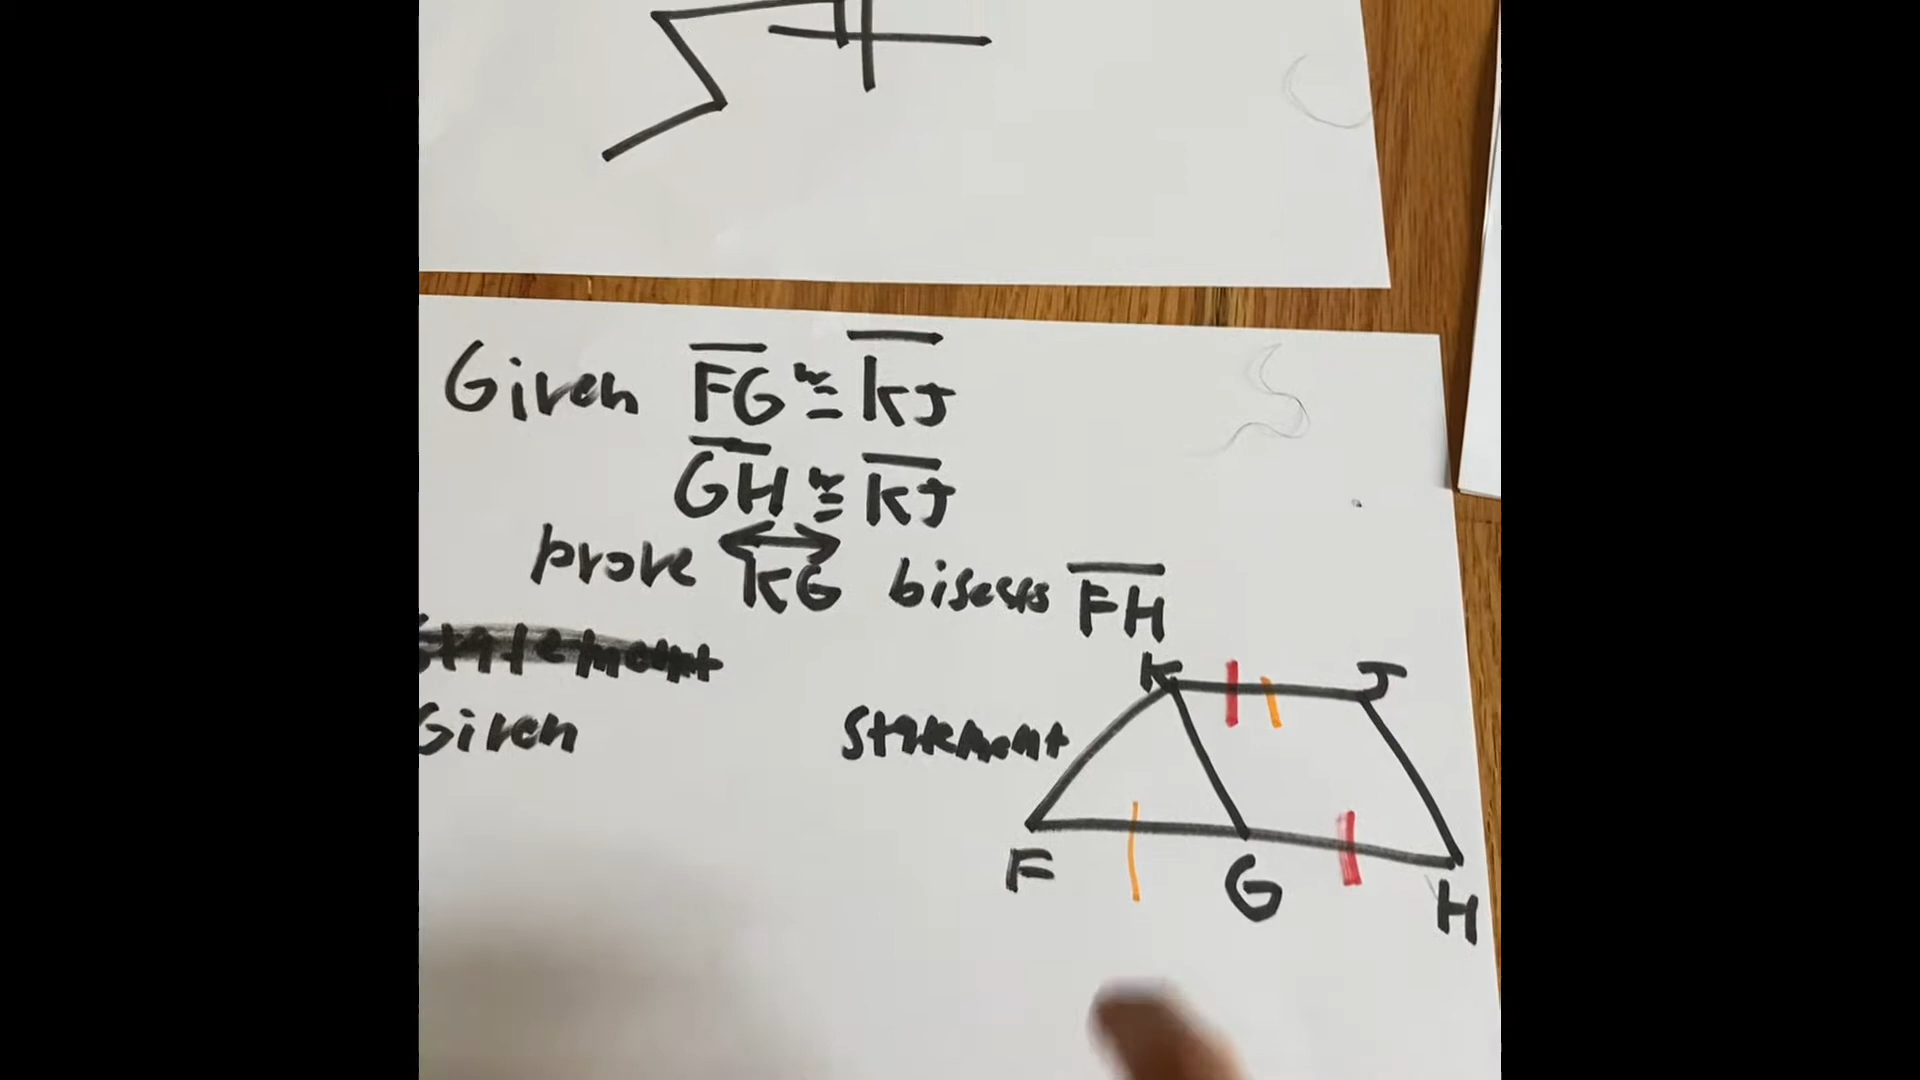 Given FG ≅ KJ
GH ≅ KJ
prove KG bisects FH
Statement
Given
Statement
K
J
F
G
H